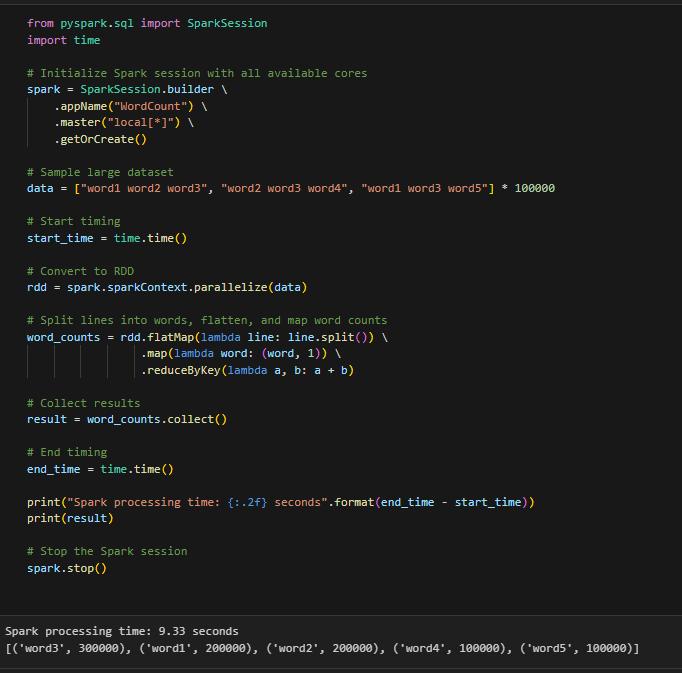 from pyspark.sql import SparkSession
import time
# Initialize Spark session with all available cores
spark = SparkSession.builder \
    .appName("WordCount") \
    .master("local[*]") \
    .getOrCreate()
# Sample large dataset
data = ["word1 word2 word3", "word2 word3 word4", "word1 word3 word5"] * 100000
# Start timing
start_time = time.time()
# Convert to RDD
rdd = spark.sparkContext.parallelize(data)
# Split lines into words, flatten, and map word counts
word_counts = rdd.flatMap(lambda line: line.split()) \
                 .map(lambda word: (word, 1)) \
                 .reduceByKey(lambda a, b: a + b)
# Collect results
result = word_counts.collect()
# End timing
end_time = time.time()
print("Spark processing time: {:.2f} seconds".format(end_time - start_time))
print(result)
# Stop the Spark session
spark.stop()
Spark processing time: 9.33 seconds
[('word3', 300000), ('word1', 200000), ('word2', 200000), ('word4', 100000), ('word5', 100000)]